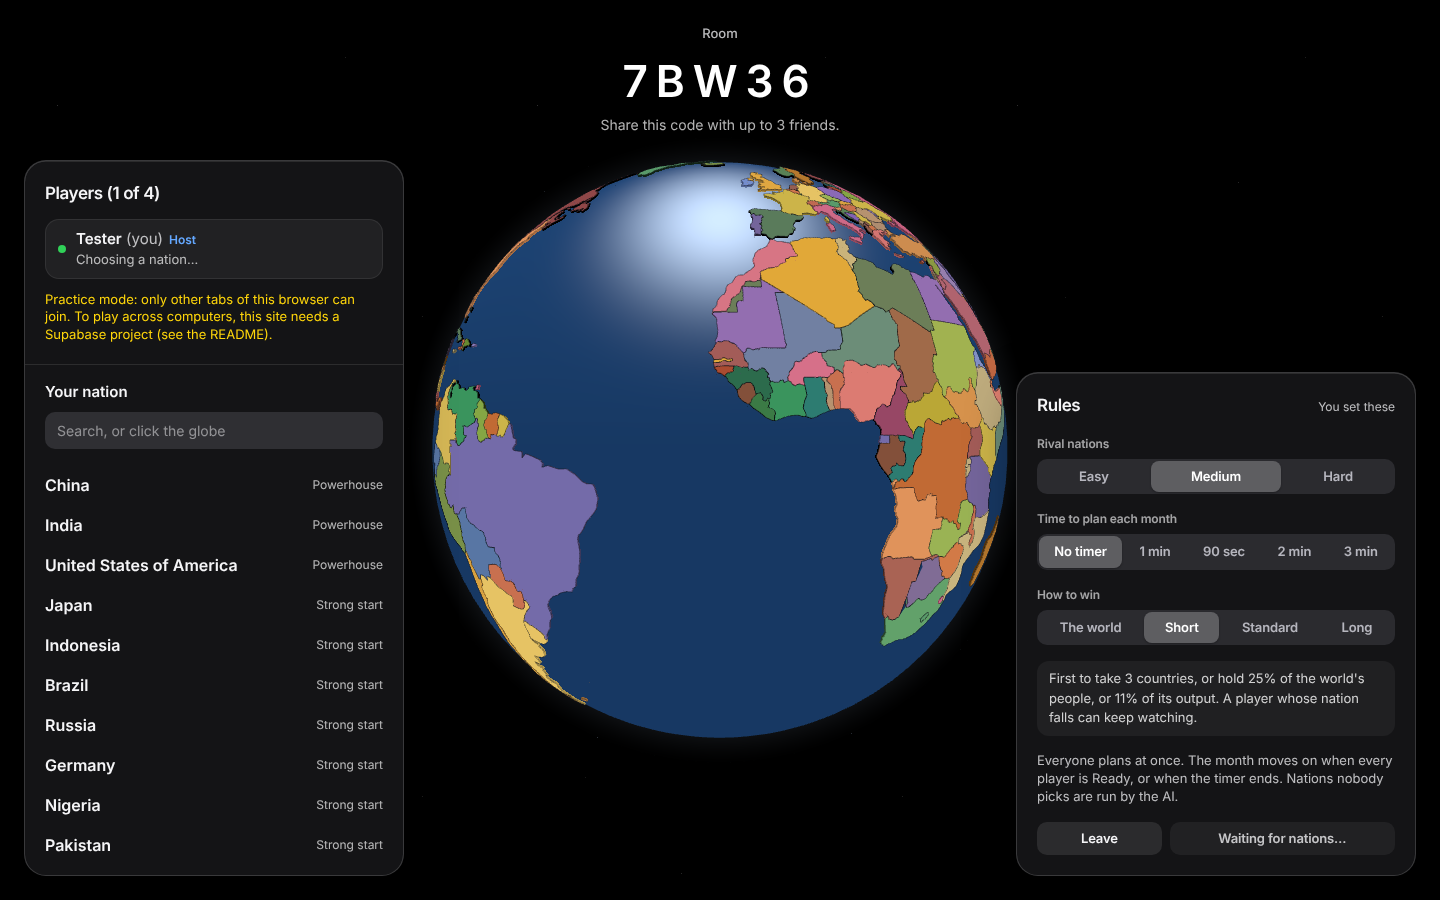 Room
7BW36
Share this code with up to 3 friends.
Players (1 of 4)
Tester (you) Host
Choosing a nation...
Practice mode: only other tabs of this browser can
join. To play across computers, this site needs a
Supabase project (see the README).
Your nation
Search, or click the globe
China Powerhouse
India Powerhouse
United States of America Powerhouse
Japan Strong start
Indonesia Strong start
Brazil Strong start
Russia Strong start
Germany Strong start
Nigeria Strong start
Pakistan Strong start
Rules You set these
Rival nations
Easy Medium Hard
Time to plan each month
No timer 1 min 90 sec 2 min 3 min
How to win
The world Short Standard Long
First to take 3 countries, or hold 25% of the world's
people, or 11% of its output. A player whose nation
falls can keep watching.
Everyone plans at once. The month moves on when every
player is Ready, or when the timer ends. Nations nobody
picks are run by the AI.
Leave Waiting for nations...